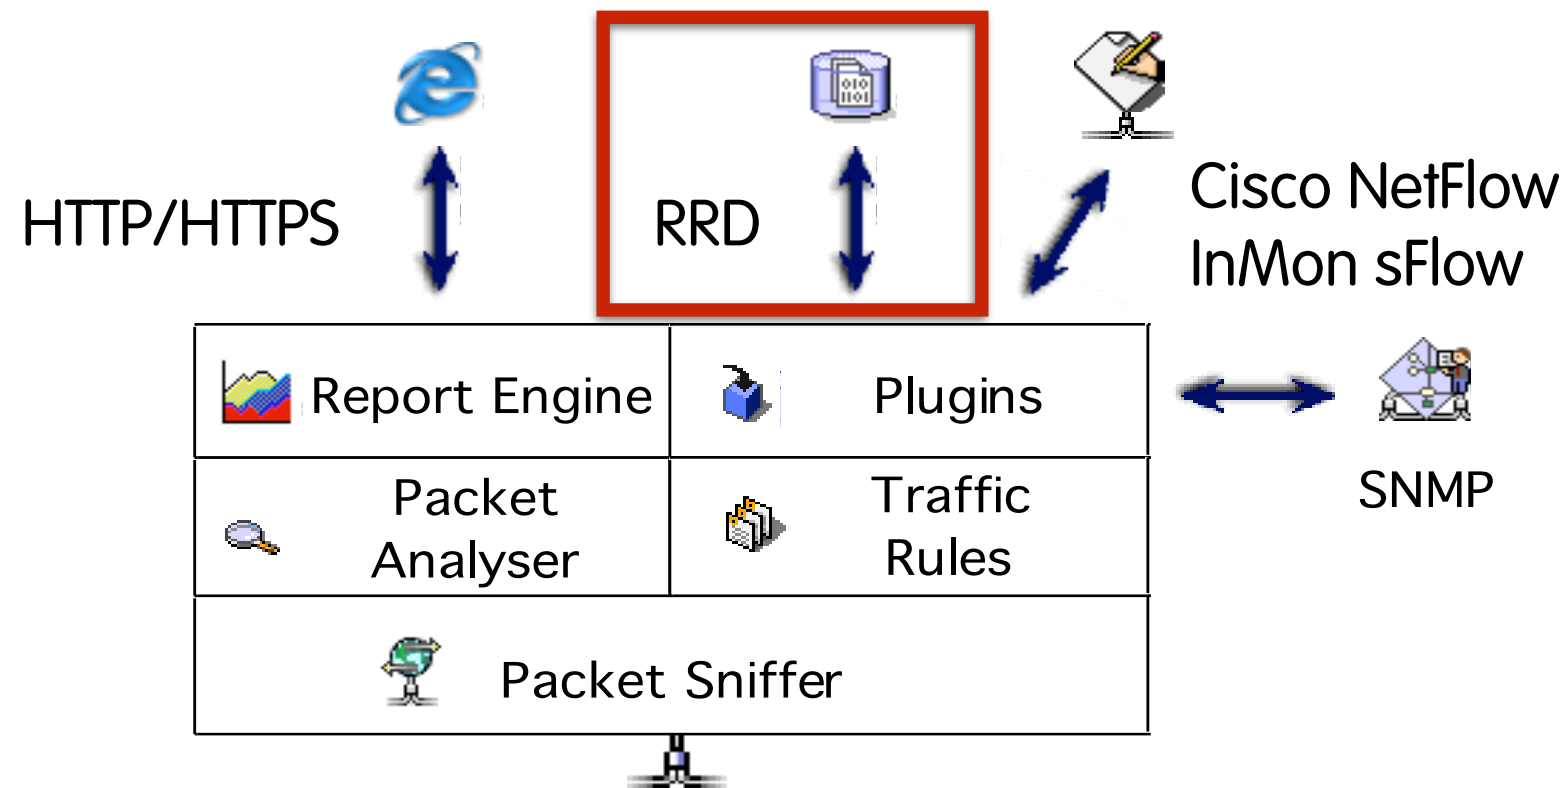 HTTP/HTTPS
RRD
Cisco NetFlow
InMon sFlow
Report Engine
Plugins
SNMP
Packet
Analyser
Traffic
Rules
Packet Sniffer